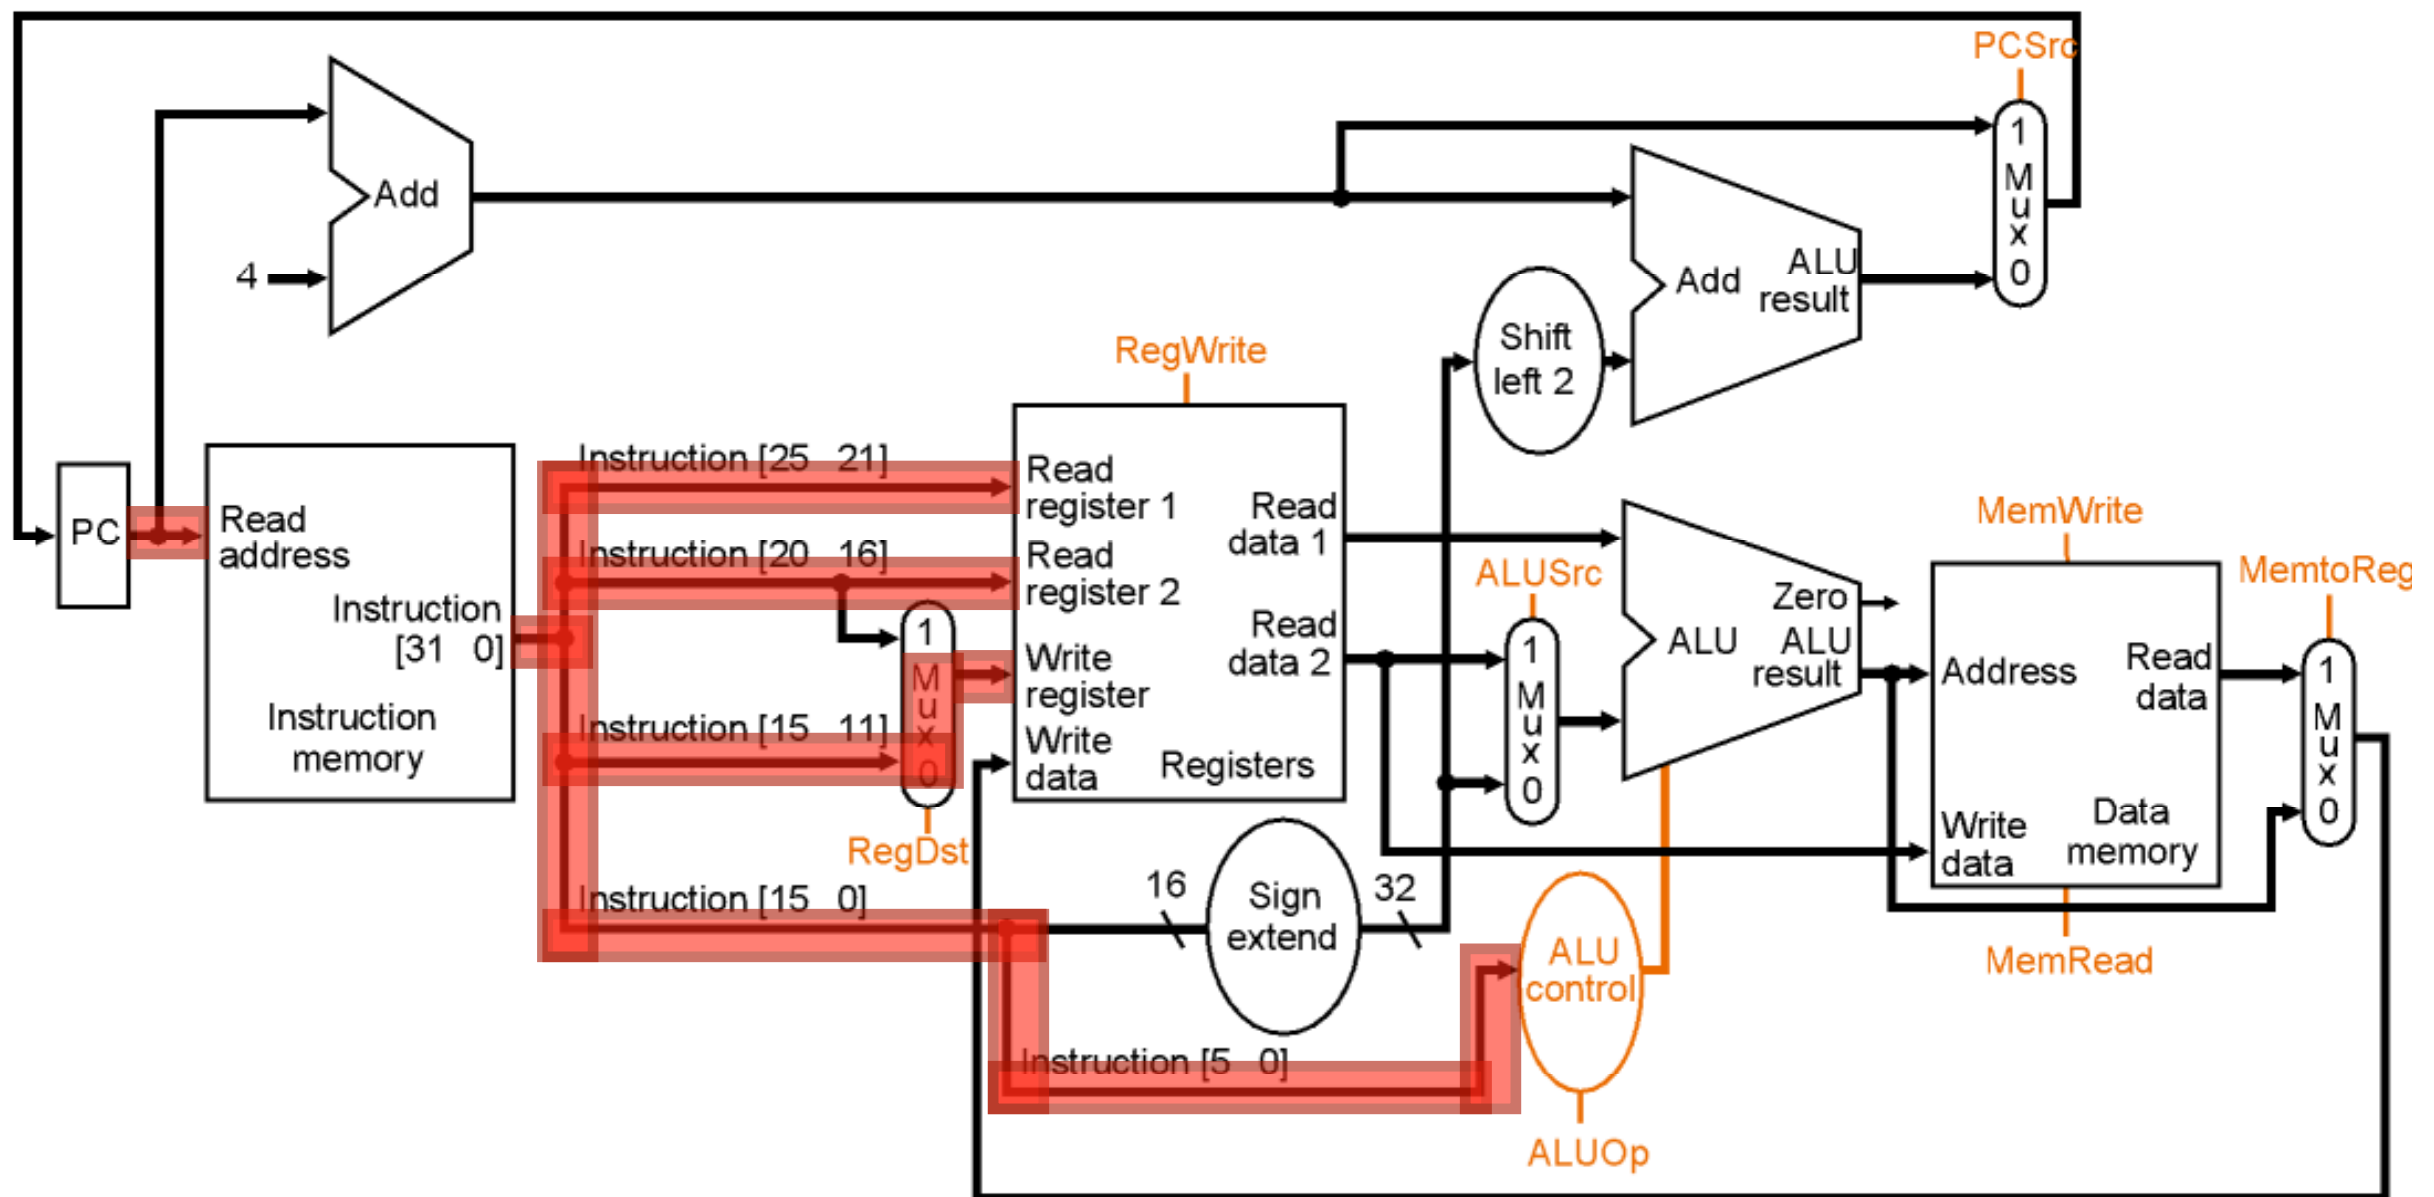 PCSrc
1
M
u
x
0
Add
4
Add
ALU
result
Shift
left 2
RegWrite
PC
Read
address
Instruction
[31 0]
Instruction
memory
Instruction [25 21]
Instruction [20 16]
Instruction [15 11]
Instruction [15 0]
1
M
u
x
0
RegDst
Read
register 1
Read
register 2
Write
register
Write
data
Read
data 1
Read
data 2
Registers
16
Sign
extend
32
Instruction [5 0]
ALUSrc
1
M
u
x
0
Zero
ALU
ALU
result
ALU
control
ALUOp
MemWrite
Address
Read
data
Write
data
Data
memory
MemRead
MemtoReg
1
M
u
x
0